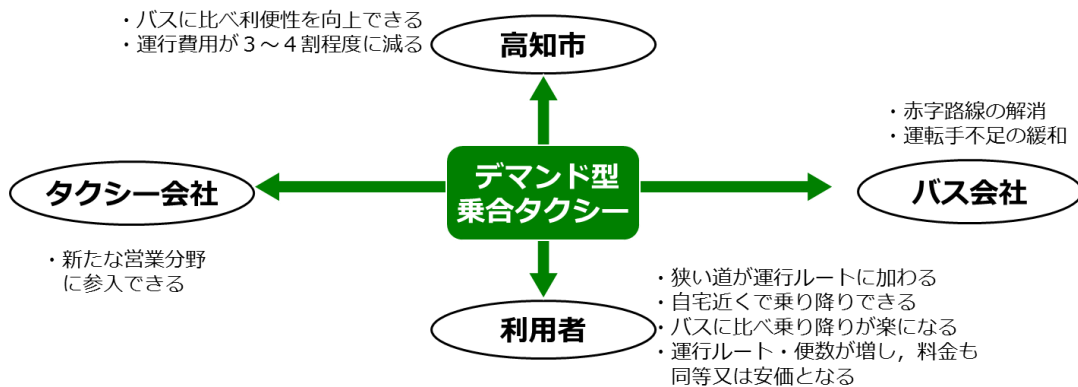 ・バスに比べ利便性を向上できる
・運行費用が３～４割程度に減る
高知市
・赤字路線の解消
・運転手不足の緩和
タクシー会社
デマンド型
乗合タクシー
バス会社
・新たな営業分野
に参入できる
利用者
・狭い道が運行ルートに加わる
・自宅近くで乗り降りできる
・バスに比べ乗り降りが楽になる
・運行ルート・便数が増し，料金も
同等又は安価となる